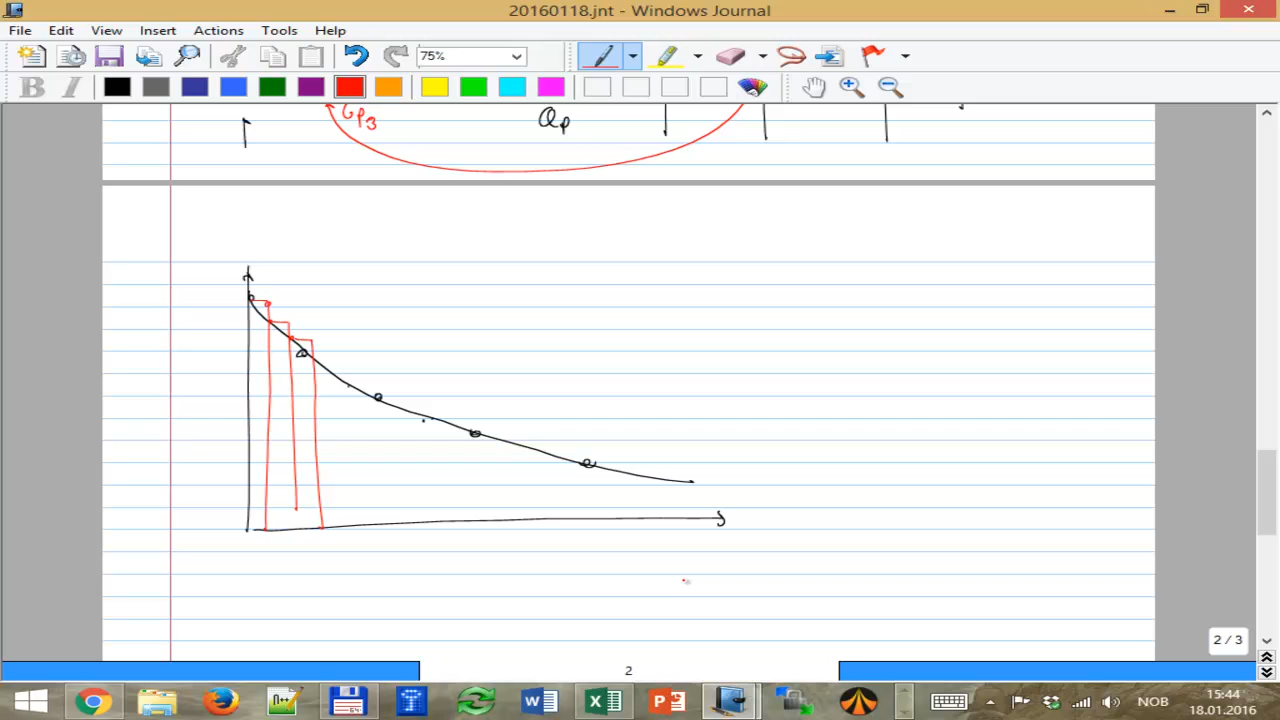 20160118.jnt - Windows Journal
File Edit View Insert Actions Tools Help
75%
B I
GP3
QP
2 / 3
2
NOB
15:44
18.01.2016